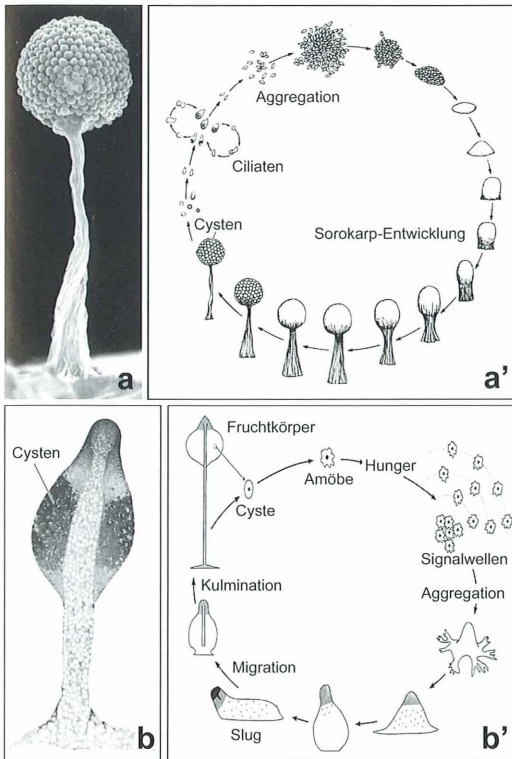 a
Aggregation
Ciliaten
Cysten
Sorokarp-Entwicklung
a'
Cysten
b
Fruchtkörper
Cyste
Amöbe
Hunger
Signalwellen
Aggregation
Kulmination
Migration
Slug
b'